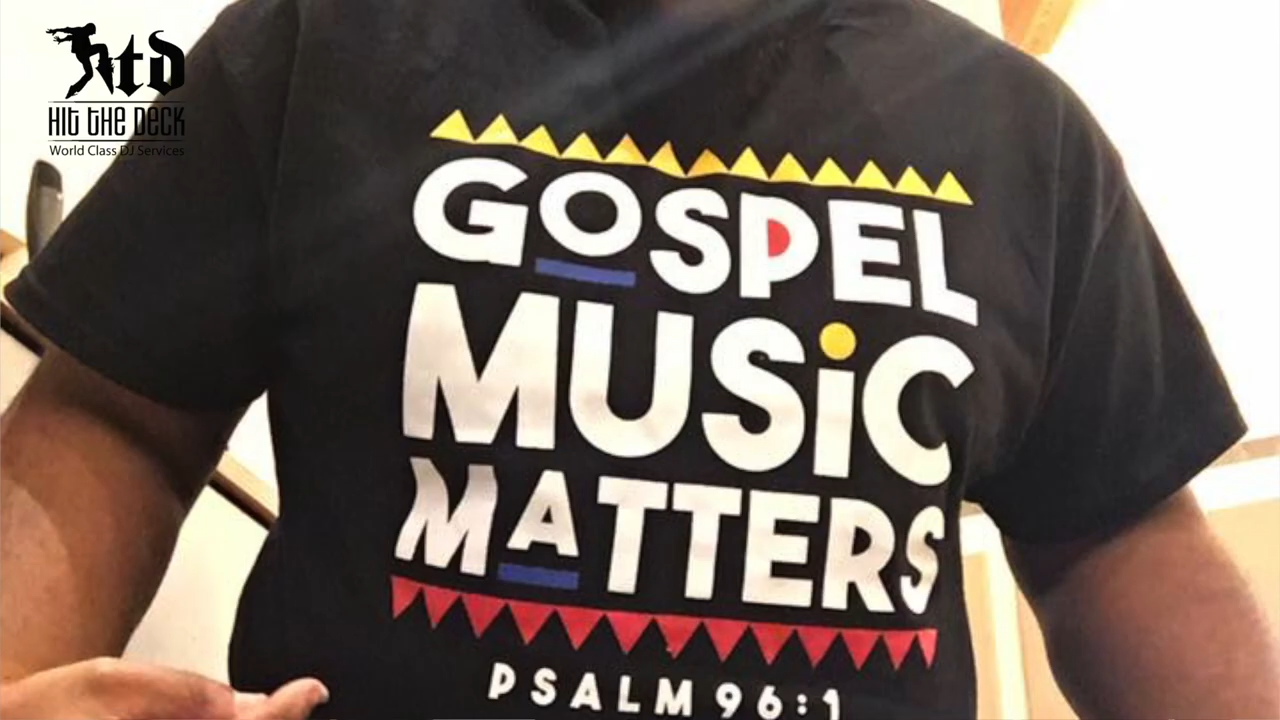 htd
HIT THE DECK
World Class DJ Services
GOSPEL
MUSiC
MATTERS
PSALM 96:1